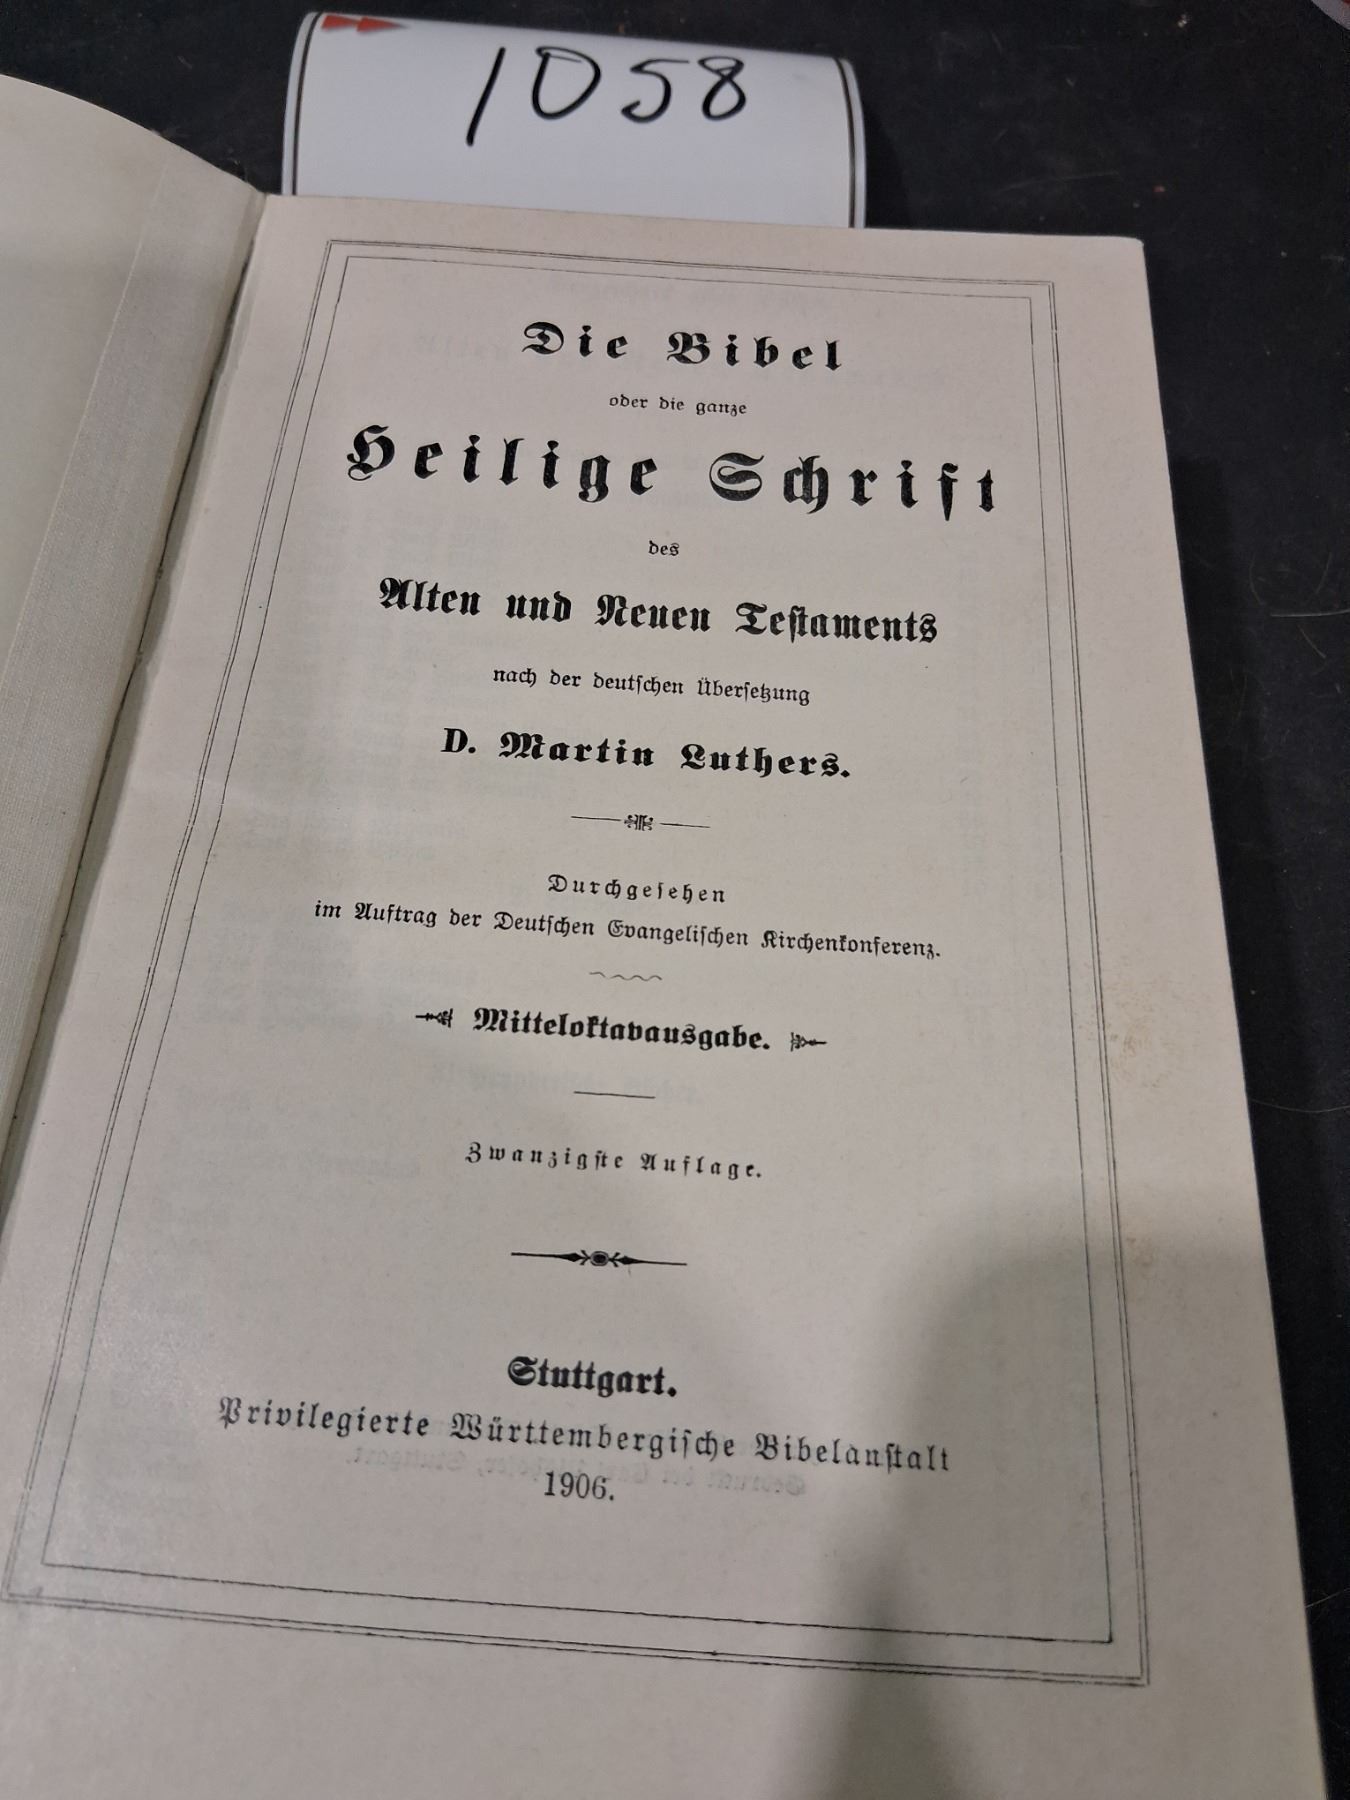 1058
Die Bibel
oder die ganze
Heilige Schrift
des
Alten und Neuen Testaments
nach der deutschen Übersetzung
D. Martin Luthers.
Durchgesehen
im Auftrag der Deutschen Evangelischen Kirchenkonferenz.
Mitteloktavausgabe.
Zwanzigste Auflage.
Stuttgart.
Privilegierte Württembergische Bibelanstalt
1906.